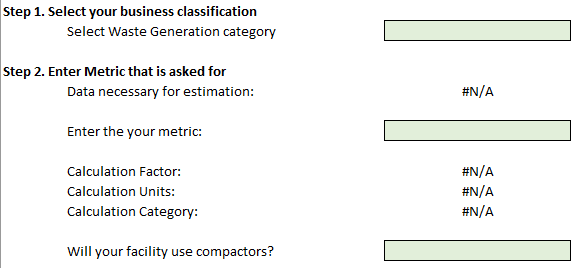 Step 1. Select your business classification
Select Waste Generation category
Step 2. Enter Metric that is asked for
Data necessary for estimation: #N/A
Enter the your metric:
Calculation Factor: #N/A
Calculation Units: #N/A
Calculation Category: #N/A
Will your facility use compactors?